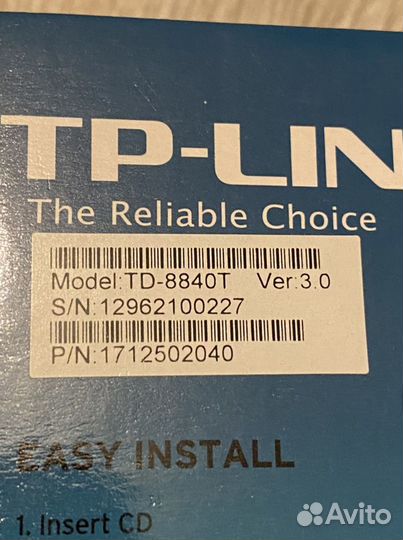 TP-LIN
The Reliable Choice
Model:TD-8840T Ver:3.0
S/N:12962100227
P/N:1712502040
EASY INSTALL
1. Insert CD
Avito